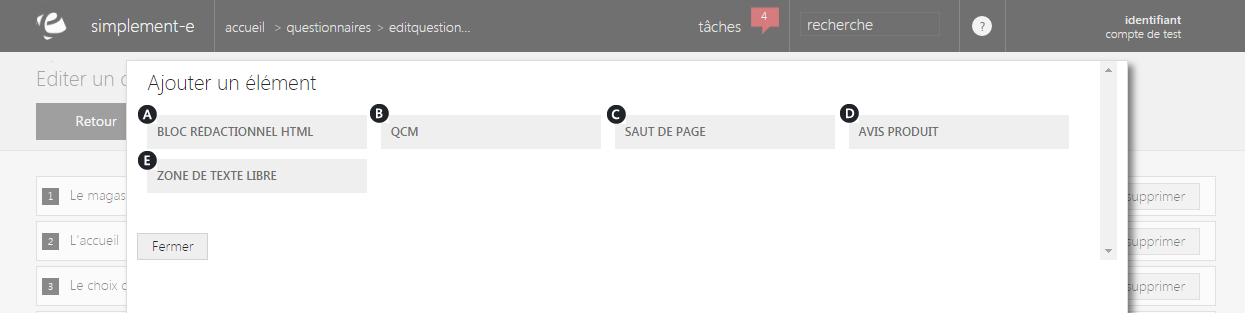 simplement-e
accueil > questionnaires > editquestion...
tâches 4
recherche
?
identifiant
compte de test
Editer un
Retour
Ajouter un élément
A BLOC RÉDACTIONNEL HTML
B QCM
C SAUT DE PAGE
D AVIS PRODUIT
E ZONE DE TEXTE LIBRE
Fermer
1 Le magas
supprimer
2 L'accueil
supprimer
3 Le choix
supprimer